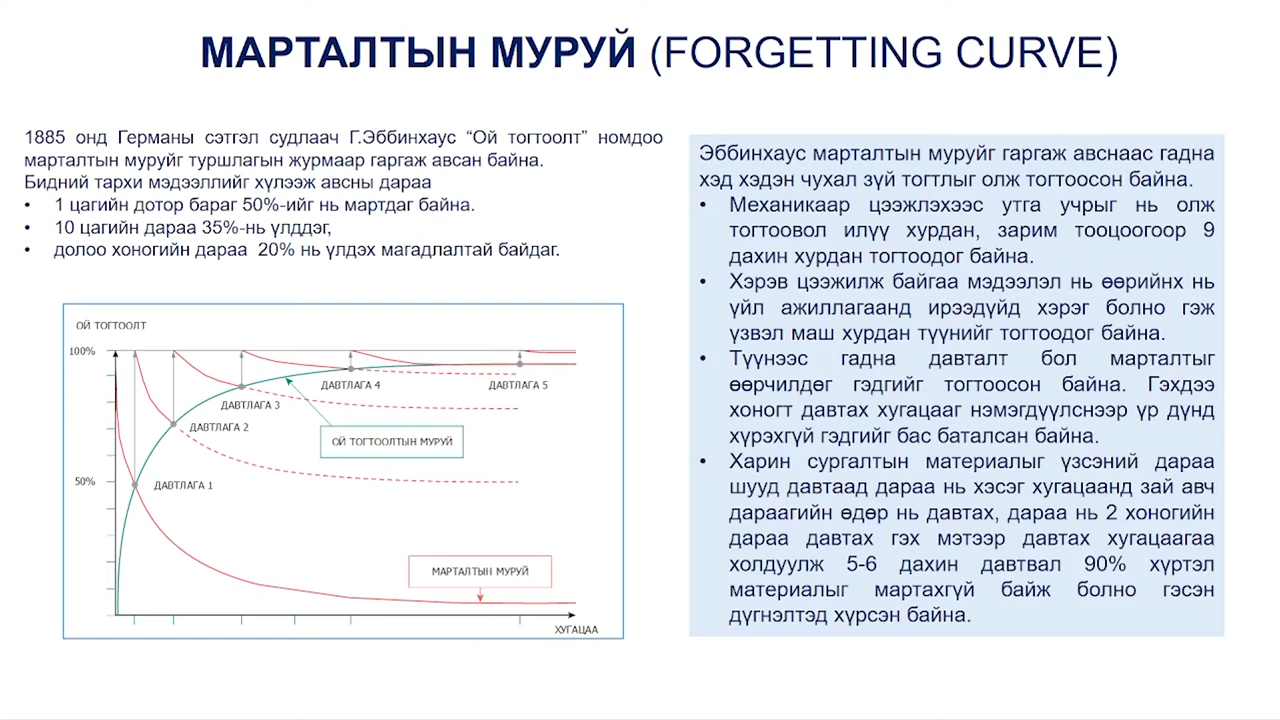 МАРТАЛТЫН МУРУЙ (FORGETTING CURVE)
1885 онд Германы сэтгэл судлаач Г.Эббинхаус “Ой тогтоолт” номдоо
марталтын муруйг туршлагын журмаар гаргаж авсан байна.
Бидний тархи мэдээллийг хүлээж авсны дараа
• 1 цагийн дотор бараг 50%-ийг нь мартдаг байна.
• 10 цагийн дараа 35%-нь үлддэг,
• долоо хоногийн дараа 20% нь үлдэх магадлалтай байдаг.
ОЙ ТОГТООЛТ
100%
ДАВТЛАГА 4
ДАВТЛАГА 5
ДАВТЛАГА 3
ДАВТЛАГА 2
ОЙ ТОГТООЛТЫН МУРУЙ
50%
ДАВТЛАГА 1
МАРТАЛТЫН МУРУЙ
ХУГАЦАА
Эббинхаус марталтын муруйг гаргаж авснаас гадна
хэд хэдэн чухал зүй тогтлыг олж тогтоосон байна.
• Механикаар цээжлэхээс утга учрыг нь олж
тогтоовол илүү хурдан, зарим тооцоогоор 9
дахин хурдан тогтоодог байна.
• Хэрэв цээжилж байгаа мэдээлэл нь өөрийнх нь
үйл ажиллагаанд ирээдүйд хэрэг болно гэж
үзвэл маш хурдан түүнийг тогтоодог байна.
• Түүнээс гадна давталт бол марталтыг
өөрчилдөг гэдгийг тогтоосон байна. Гэхдээ
хоногт давтах хугацааг нэмэгдүүлснээр үр дүнд
хүрэхгүй гэдгийг бас баталсан байна.
• Харин сургалтын материалыг үзсэний дараа
шууд давтаад дараа нь хэсэг хугацаанд зай авч
дараагийн өдөр нь давтах, дараа нь 2 хоногийн
дараа давтах гэх мэтээр давтах хугацаагаа
холдуулж 5-6 дахин давтвал 90% хүртэл
материалыг мартахгүй байж болно гэсэн
дүгнэлтэд хүрсэн байна.